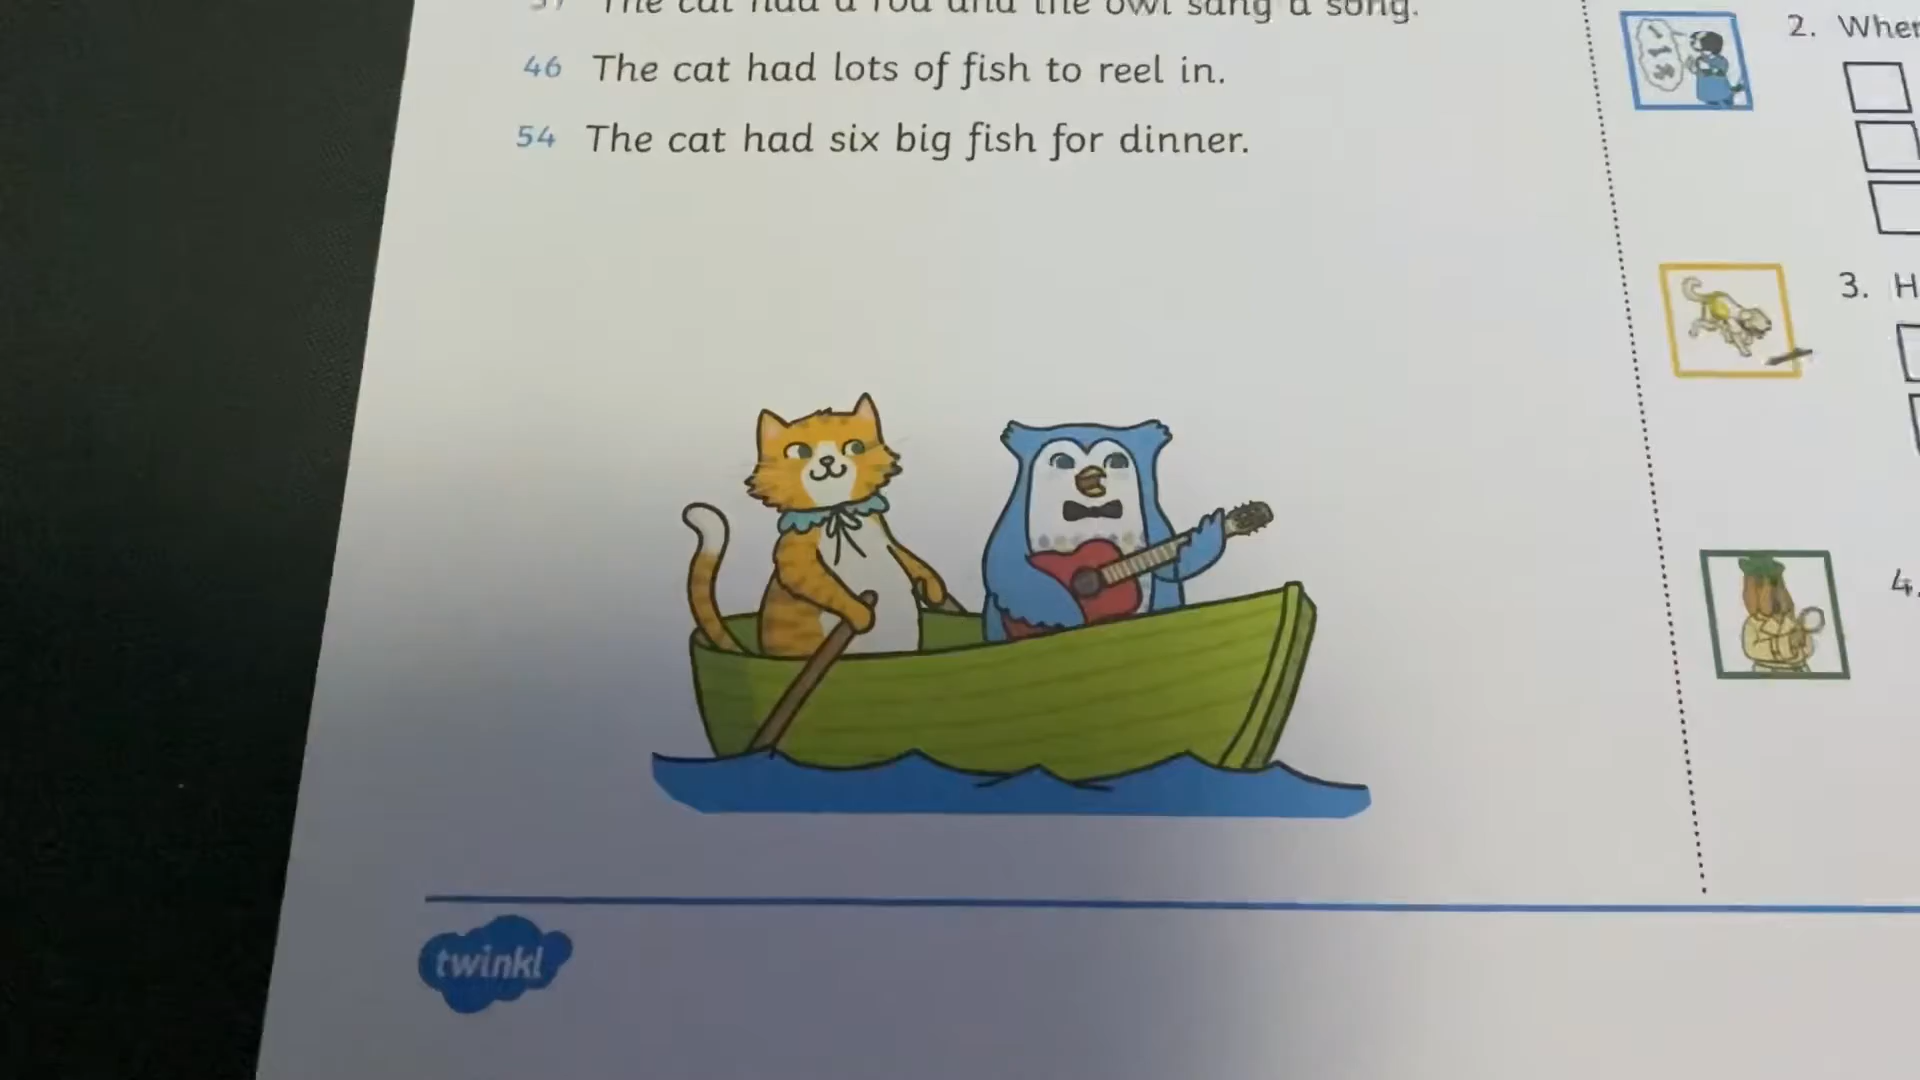 The cat had a rod and the owl sang a song.
46 The cat had lots of fish to reel in.
54 The cat had six big fish for dinner.
2.
3.
4.
twinkl